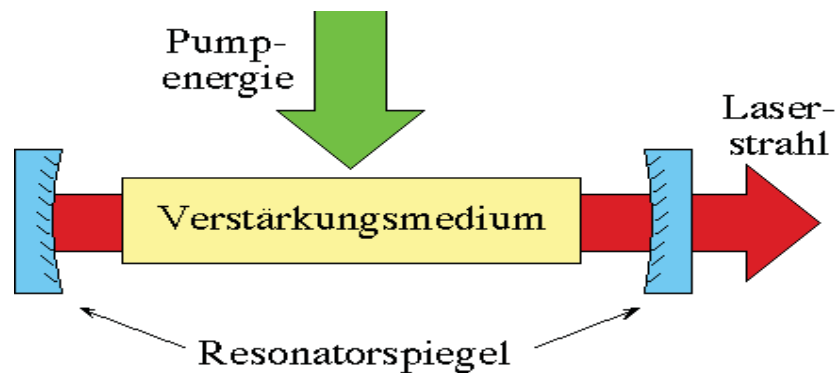 Pump-
energie
Laser-
strahl
Verstärkungsmedium
Resonatorspiegel